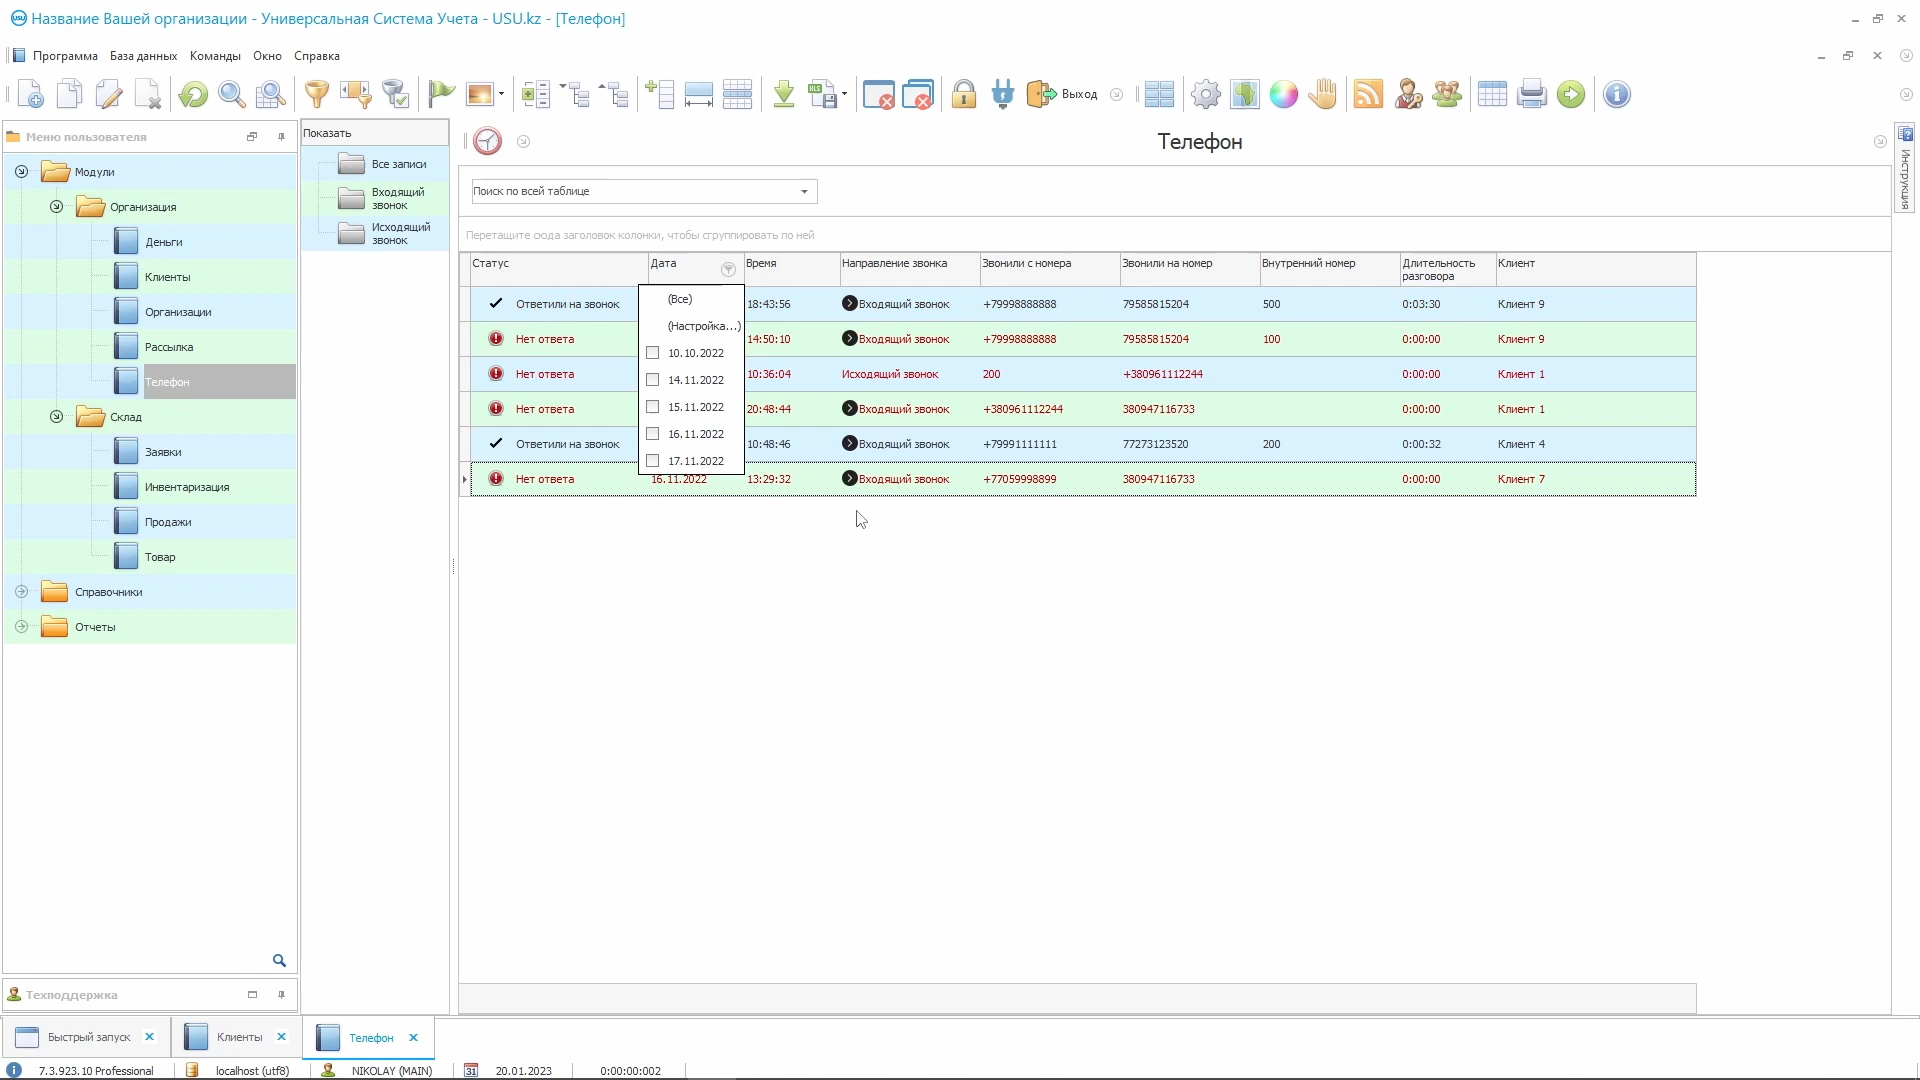 Название Вашей организации - Универсальная Система Учета - USU.kz - [Телефон]
Программа База данных Команды Окно Справка
Выход
Меню пользователя
Модули
Организация
Деньги
Клиенты
Организации
Рассылка
Телефон
Склад
Заявки
Инвентаризация
Продажи
Товар
Справочники
Отчеты
Техподдержка
Показать
Все записи
Входящий
звонок
Исходящий
звонок
Телефон
Инструкция
Поиск по всей таблице
Перетащите сюда заголовок колонки, чтобы сгруппировать по ней
Статус Дата Время Направление звонка Звонили с номера Звонили на номер Внутренний номер Длительность разговора Клиент
Ответили на звонок 18:43:56 Входящий звонок +79998888888 79585815204 500 0:03:30 Клиент 9
Нет ответа 14:50:10 Входящий звонок +79998888888 79585815204 100 0:00:00 Клиент 9
Нет ответа 10:36:04 Исходящий звонок 200 +380961112244 0:00:00 Клиент 1
Нет ответа 20:48:44 Входящий звонок +380961112244 380947116733 0:00:00 Клиент 1
Ответили на звонок 10:48:46 Входящий звонок +79991111111 77273123520 200 0:00:32 Клиент 4
Нет ответа 16.11.2022 13:29:32 Входящий звонок +77059998899 380947116733 0:00:00 Клиент 7
(Все)
(Настройка...)
10.10.2022
14.11.2022
15.11.2022
16.11.2022
17.11.2022
Быстрый запуск Клиенты Телефон
7.3.923.10 Professional localhost (utf8) NIKOLAY (MAIN) 31 20.01.2023 0:00:00:002